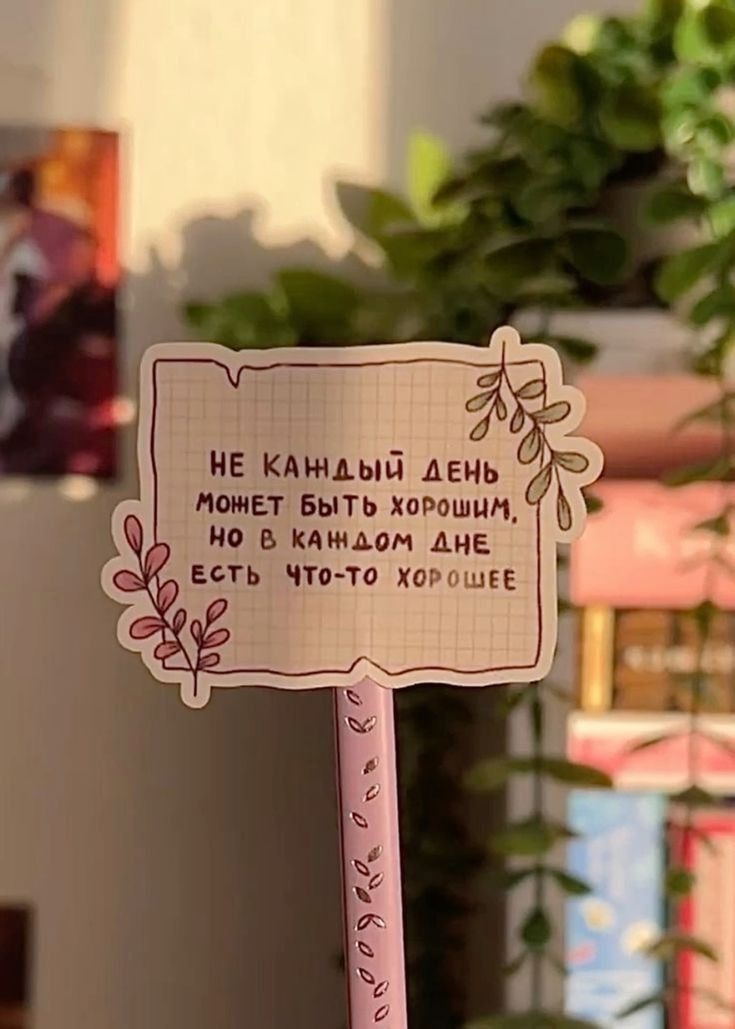 НЕ КАЖДЫЙ ДЕНЬ
МОЖЕТ БЫТЬ ХОРОШИМ,
НО В КАЖДОМ ДНЕ
ЕСТЬ ЧТО-ТО ХОРОШЕЕ